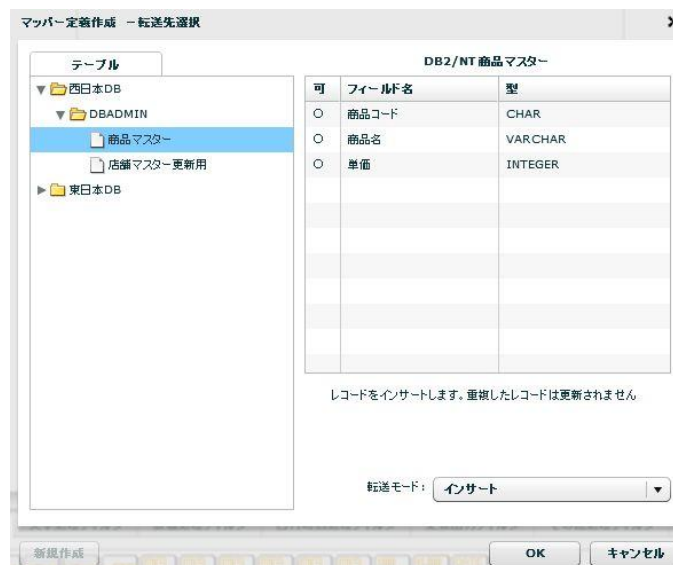 マッパー定義作成 －転送先選択
テーブル
西日本DB
DBADMIN
商品マスター
店舗マスター更新用
東日本DB
DB2/NT 商品マスター
可 フィールド名 型
○ 商品コード CHAR
○ 商品名 VARCHAR
○ 単価 INTEGER
レコードをインサートします。重複したレコードは更新されません
転送モード： インサート
新規作成
OK キャンセル